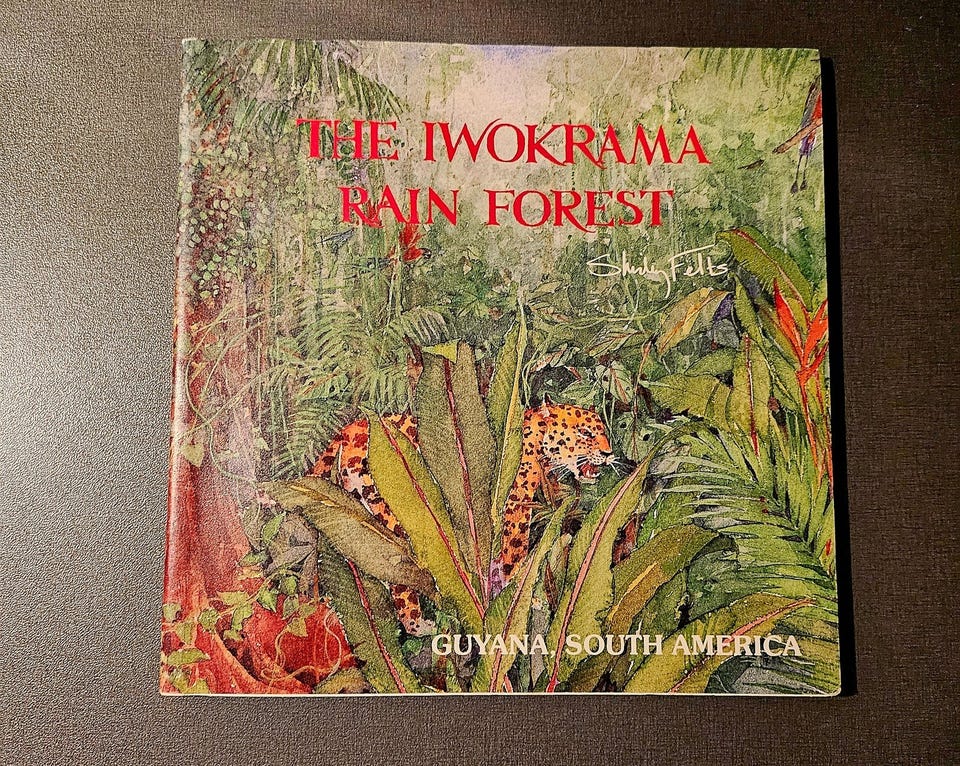 THE IWOKRAMA
RAIN FOREST
Shirley Felts
GUYANA, SOUTH AMERICA